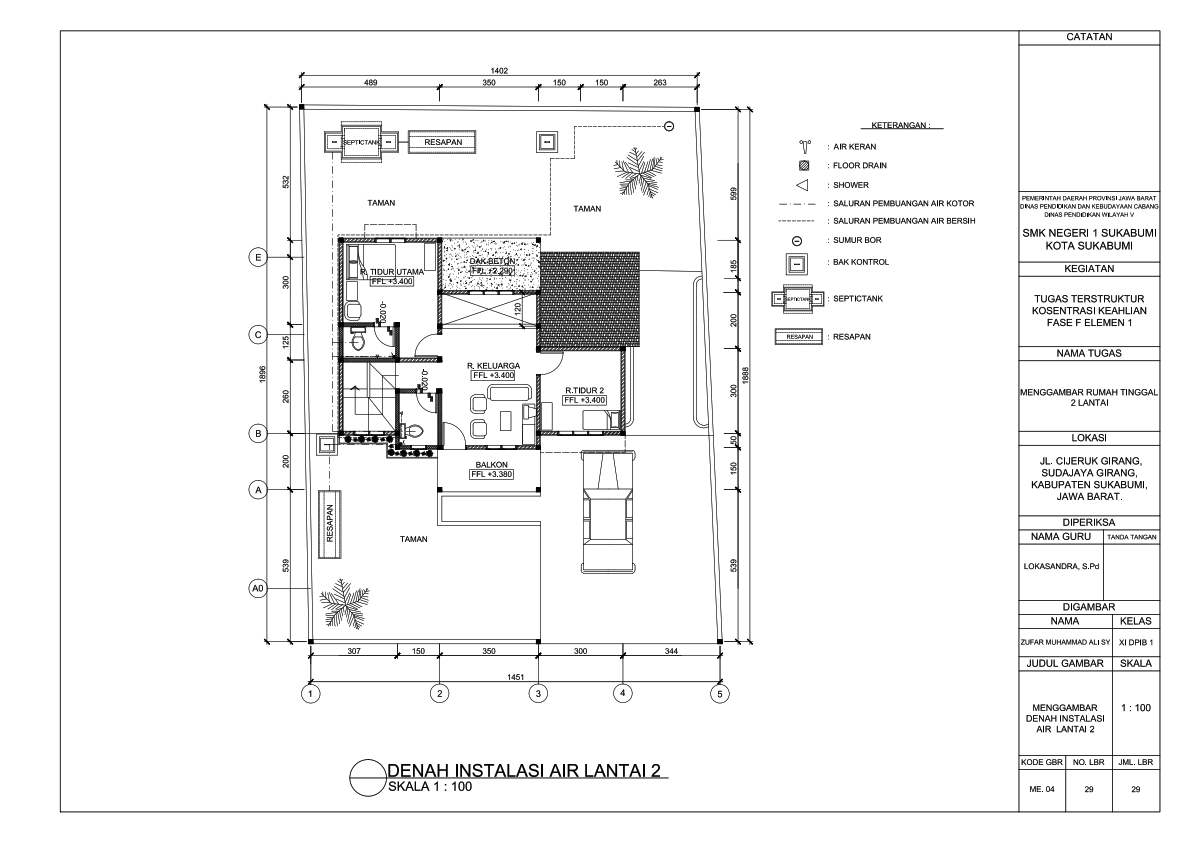 CATATAN
1402
489
350
150
150
263
SEPTICTANK
RESAPAN
KETERANGAN :
: AIR KERAN
: FLOOR DRAIN
: SHOWER
: SALURAN PEMBUANGAN AIR KOTOR
: SALURAN PEMBUANGAN AIR BERSIH
: SUMUR BOR
: BAK KONTROL
SEPTICTANK
: SEPTICTANK
RESAPAN
: RESAPAN
532
599
TAMAN
TAMAN
E
300
185
DAK BETON
FFL +2.290
R. TIDUR UTAMA
FFL +3.400
-0.020
120
C
125
200
1896
1888
R. KELUARGA
FFL +3.400
-0.020
260
300
R.TIDUR 2
FFL +3.400
B
50
200
150
BALKON
FFL +3.380
A
RESAPAN
TAMAN
539
539
A0
307
150
350
300
344
1451
1
2
3
4
5
DENAH INSTALASI AIR LANTAI 2
SKALA 1 : 100
PEMERINTAH DAERAH PROVINSI JAWA BARAT
DINAS PENDIDIKAN DAN KEBUDAYAAN CABANG
DINAS PENDIDIKAN WILAYAH V
SMK NEGERI 1 SUKABUMI
KOTA SUKABUMI
KEGIATAN
TUGAS TERSTRUKTUR
KOSENTRASI KEAHLIAN
FASE F ELEMEN 1
NAMA TUGAS
MENGGAMBAR RUMAH TINGGAL
2 LANTAI
LOKASI
JL. CIJERUK GIRANG,
SUDAJAYA GIRANG,
KABUPATEN SUKABUMI,
JAWA BARAT.
DIPERIKSA
NAMA GURU
TANDA TANGAN
LOKASANDRA, S.Pd
DIGAMBAR
NAMA
KELAS
ZUFAR MUHAMMAD ALI SY
XI DPIB 1
JUDUL GAMBAR
SKALA
MENGGAMBAR
DENAH INSTALASI
AIR LANTAI 2
1 : 100
KODE GBR
NO. LBR
JML. LBR
ME. 04
29
29